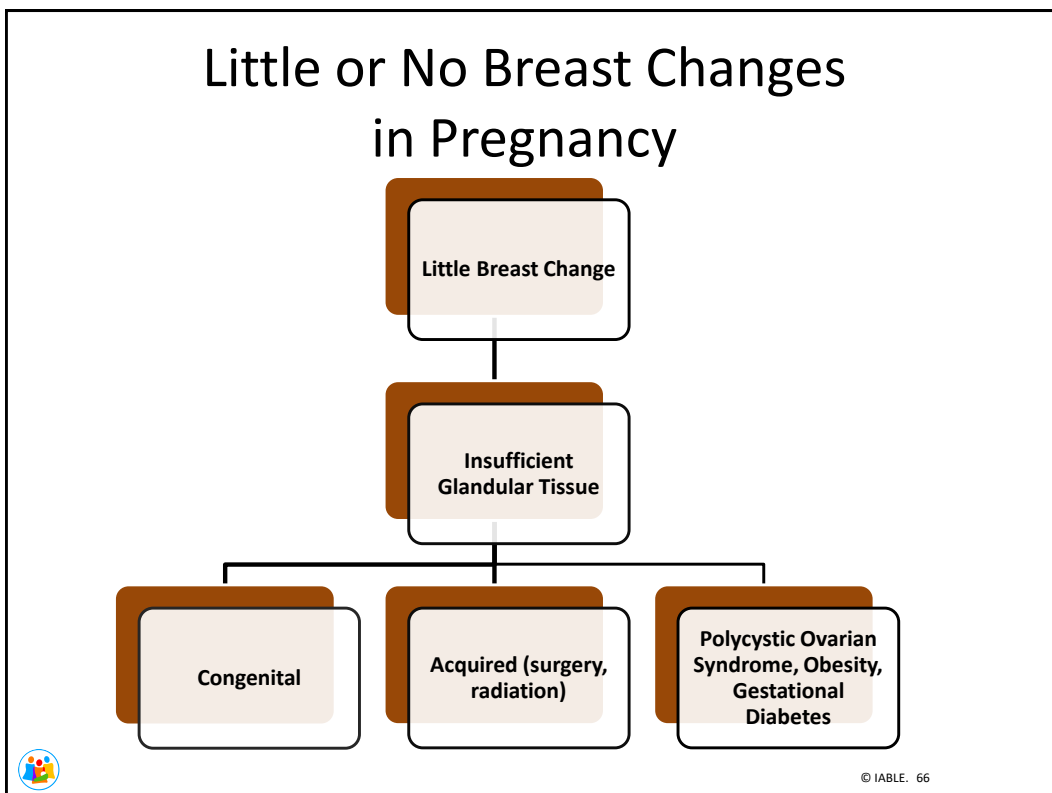 Little or No Breast Changes
in Pregnancy
Little Breast Change
Insufficient
Glandular Tissue
Congenital
Acquired (surgery,
radiation)
Polycystic Ovarian
Syndrome, Obesity,
Gestational
Diabetes
© IABLE. 66